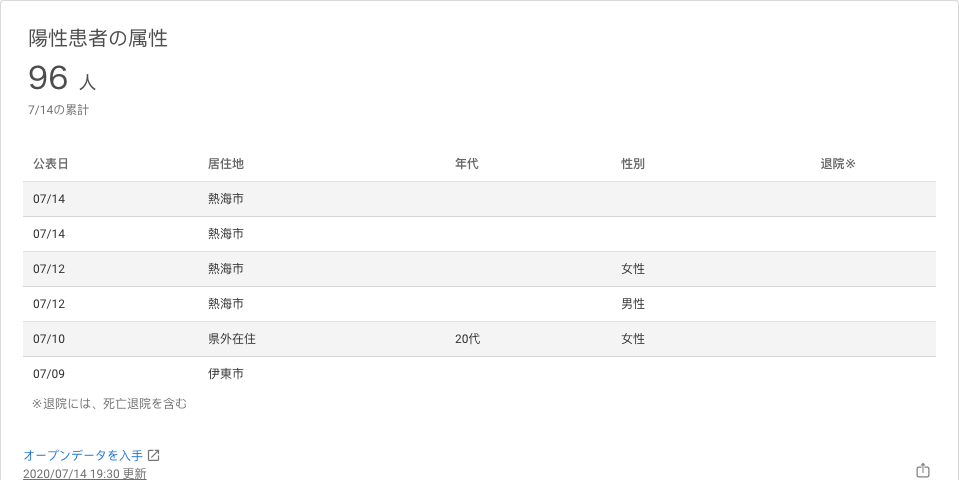 陽性患者の属性
96 人
7/14の累計
公表日 居住地 年代 性別 退院※
07/14 熱海市
07/14 熱海市
07/12 熱海市 女性
07/12 熱海市 男性
07/10 県外在住 20代 女性
07/09 伊東市
※退院には、死亡退院を含む
オープンデータを入手
2020/07/14 19:30 更新